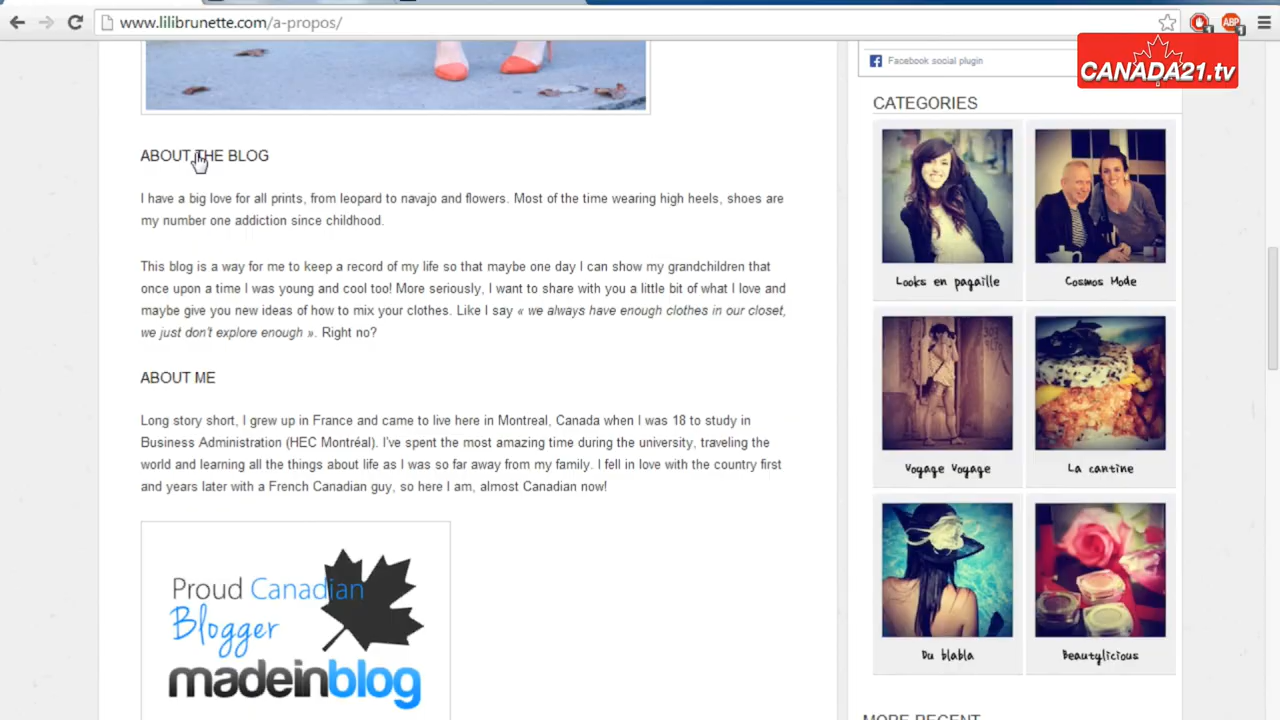 www.lilibrunette.com/a-propos/
1
ABP
1
CANADA21.tv
Facebook social plugin
ABOUT THE BLOG
I have a big love for all prints, from leopard to navajo and flowers. Most of the time wearing high heels, shoes are
my number one addiction since childhood.
This blog is a way for me to keep a record of my life so that maybe one day I can show my grandchildren that
once upon a time I was young and cool too! More seriously, I want to share with you a little bit of what I love and
maybe give you new ideas of how to mix your clothes. Like I say « we always have enough clothes in our closet,
we just don't explore enough ». Right no?
ABOUT ME
Long story short, I grew up in France and came to live here in Montreal, Canada when I was 18 to study in
Business Administration (HEC Montréal). I've spent the most amazing time during the university, traveling the
world and learning all the things about life as I was so far away from my family. I fell in love with the country first
and years later with a French Canadian guy, so here I am, almost Canadian now!
Proud Canadian
Blogger
madeinblog
CATEGORIES
Looks en pagaille
Cosmos Mode
Voyage Voyage
La cantine
Du blabla
Beautylicious
MORE RECENT